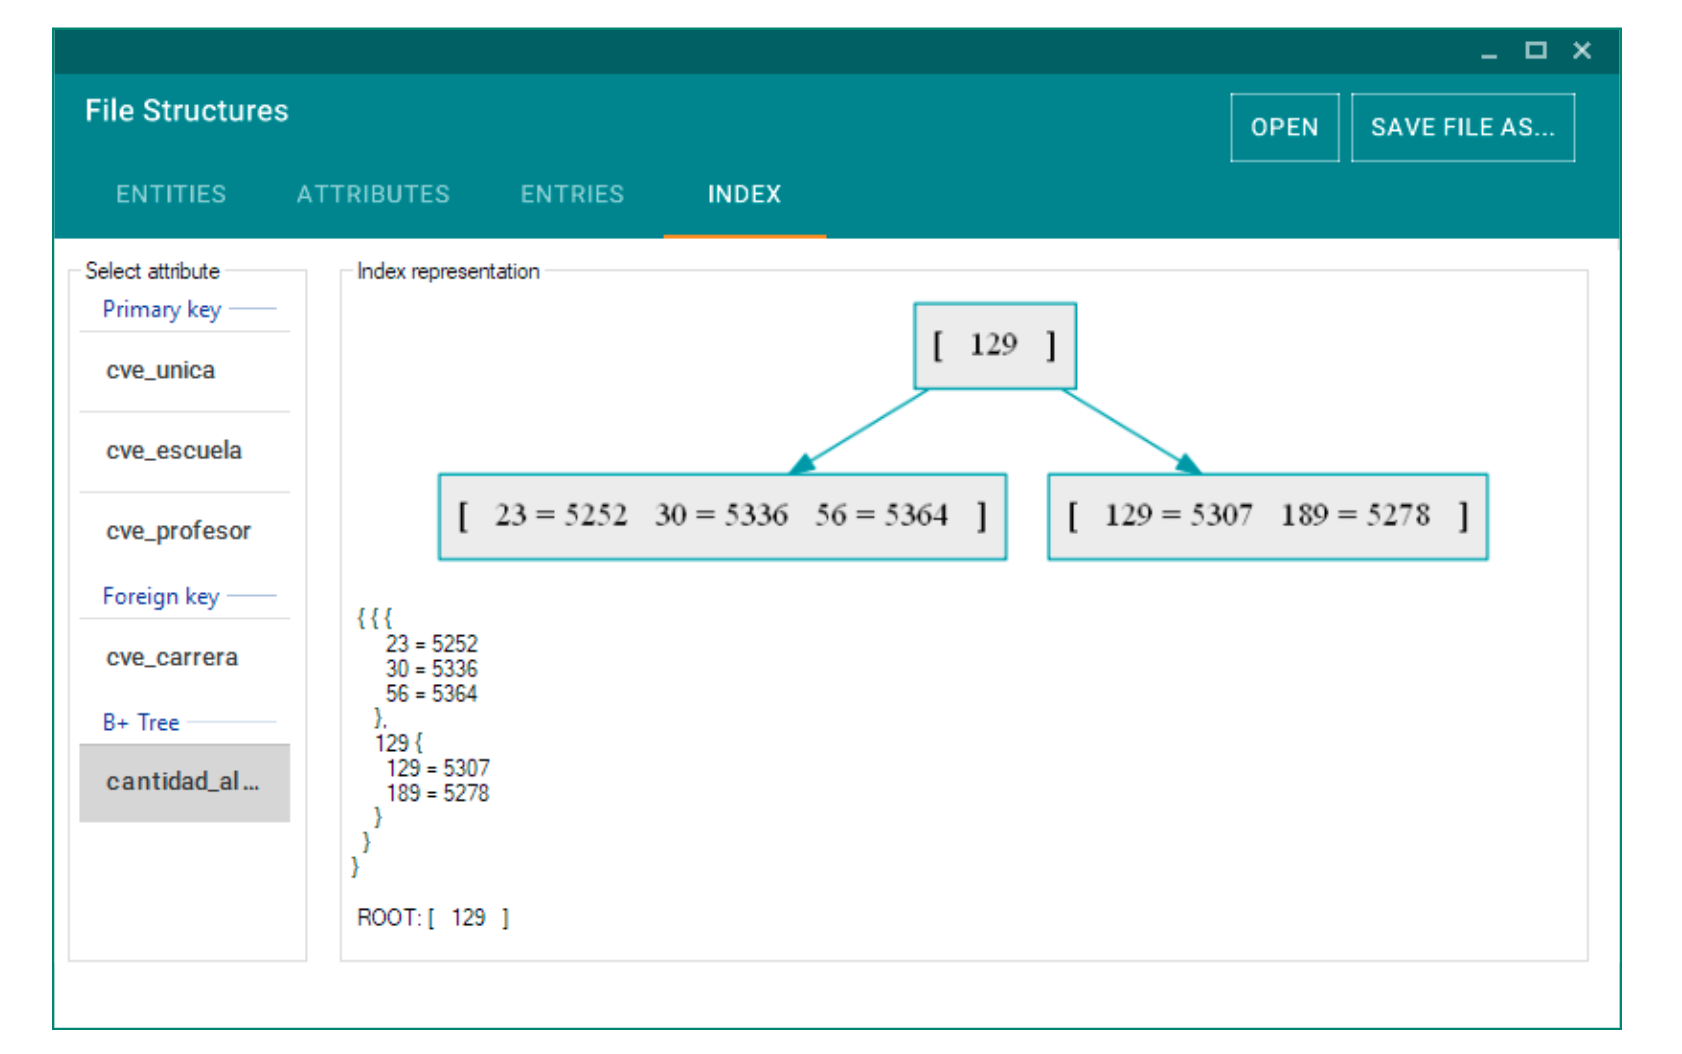 File Structures
OPEN
SAVE FILE AS...
ENTITIES
ATTRIBUTES
ENTRIES
INDEX
Select attribute
Primary key
cve_unica
cve_escuela
cve_profesor
Foreign key
cve_carrera
B+ Tree
cantidad_al...
Index representation
[ 129 ]
[ 23 = 5252 30 = 5336 56 = 5364 ]
[ 129 = 5307 189 = 5278 ]
{ { {
23 = 5252
30 = 5336
56 = 5364
},
129 {
129 = 5307
189 = 5278
}
}
}
ROOT: [ 129 ]